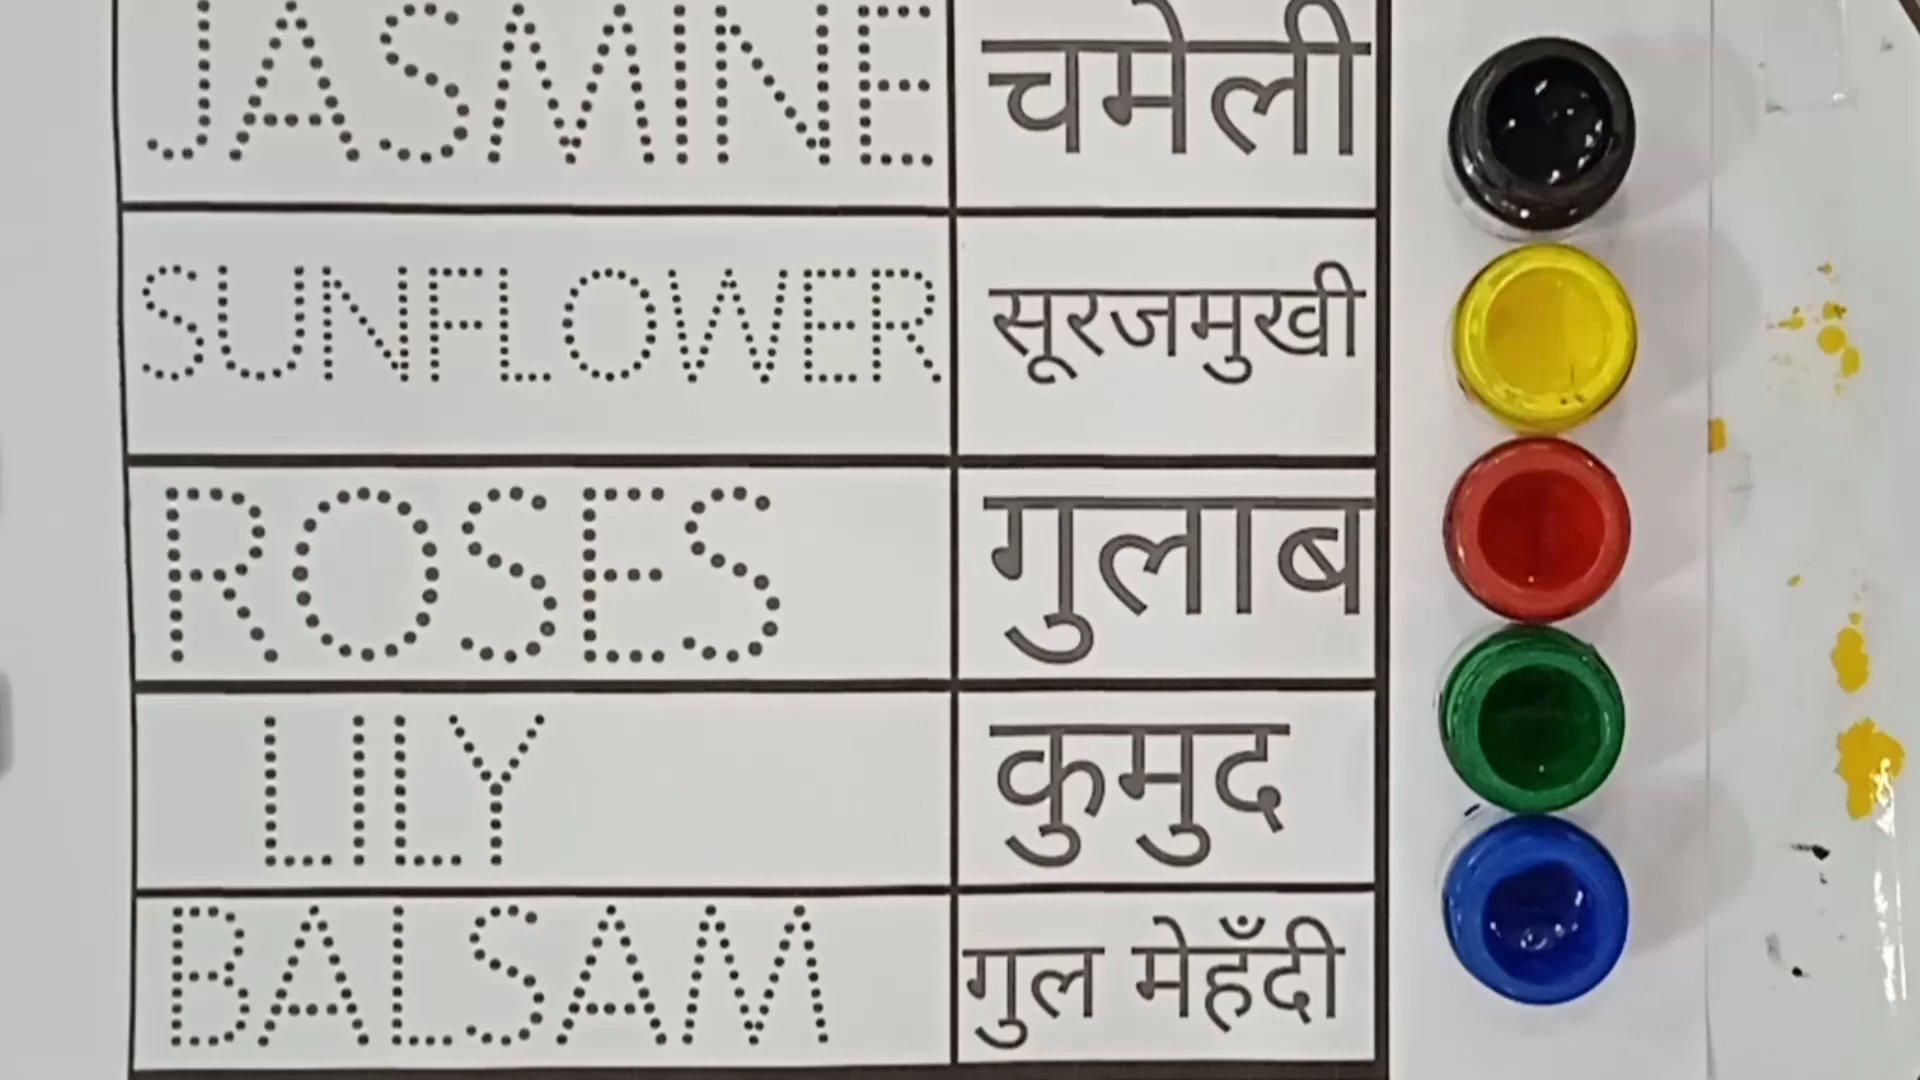 JASMINE चमेली
SUNFLOWER सूरजमुखी
ROSES गुलाब
LILY कुमुद
BALSAM गुल मेहँदी